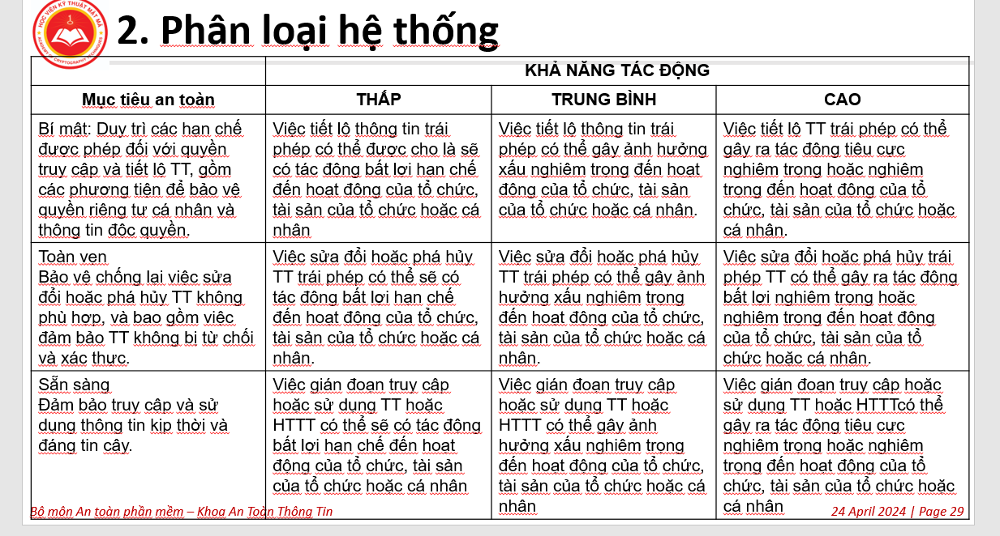 HỌC VIỆN KỸ THUẬT MẬT MÃ
ACADEMY OF CRYPTOGRAPHY TECHNIQUES
2. Phân loại hệ thống
KHẢ NĂNG TÁC ĐỘNG
Mục tiêu an toàn
THẤP
TRUNG BÌNH
CAO
Bí mật: Duy trì các hạn chế
được phép đối với quyền
truy cập và tiết lộ TT, gồm
các phương tiện để bảo vệ
quyền riêng tư cá nhân và
thông tin độc quyền.
Việc tiết lộ thông tin trái
phép có thể được cho là sẽ
có tác động bất lợi hạn chế
đến hoạt động của tổ chức,
tài sản của tổ chức hoặc cá
nhân
Việc tiết lộ thông tin trái
phép có thể gây ảnh hưởng
xấu nghiêm trọng đến hoạt
động của tổ chức, tài sản
của tổ chức hoặc cá nhân.
Việc tiết lộ TT trái phép có thể
gây ra tác động tiêu cực
nghiêm trọng hoặc nghiêm
trọng đến hoạt động của tổ
chức, tài sản của tổ chức hoặc
cá nhân.
Toàn vẹn
Bảo vệ chống lại việc sửa
đổi hoặc phá hủy TT không
phù hợp, và bao gồm việc
đảm bảo TT không bị từ chối
và xác thực.
Việc sửa đổi hoặc phá hủy
TT trái phép có thể sẽ có
tác động bất lợi hạn chế
đến hoạt động của tổ chức,
tài sản của tổ chức hoặc cá
nhân.
Việc sửa đổi hoặc phá hủy
TT trái phép có thể gây ảnh
hưởng xấu nghiêm trọng
đến hoạt động của tổ chức,
tài sản của tổ chức hoặc cá
nhân.
Việc sửa đổi hoặc phá hủy trái
phép TT có thể gây ra tác động
bất lợi nghiêm trọng hoặc
nghiêm trọng đến hoạt động
của tổ chức, tài sản của tổ
chức hoặc cá nhân.
Sẵn sàng
Đảm bảo truy cập và sử
dụng thông tin kịp thời và
đáng tin cậy.
Việc gián đoạn truy cập
hoặc sử dụng TT hoặc
HTTT có thể sẽ có tác động
bất lợi hạn chế đến hoạt
động của tổ chức, tài sản
của tổ chức hoặc cá nhân
Việc gián đoạn truy cập
hoặc sử dụng TT hoặc
HTTT có thể gây ảnh
hưởng xấu nghiêm trọng
đến hoạt động của tổ chức,
tài sản của tổ chức hoặc cá
nhân
Việc gián đoạn truy cập hoặc
sử dụng TT hoặc HTTTcó thể
gây ra tác động tiêu cực
nghiêm trọng hoặc nghiêm
trọng đến hoạt động của tổ
chức, tài sản của tổ chức hoặc
cá nhân
Bộ môn An toàn phần mềm – Khoa An Toàn Thông Tin
24 April 2024 | Page 29